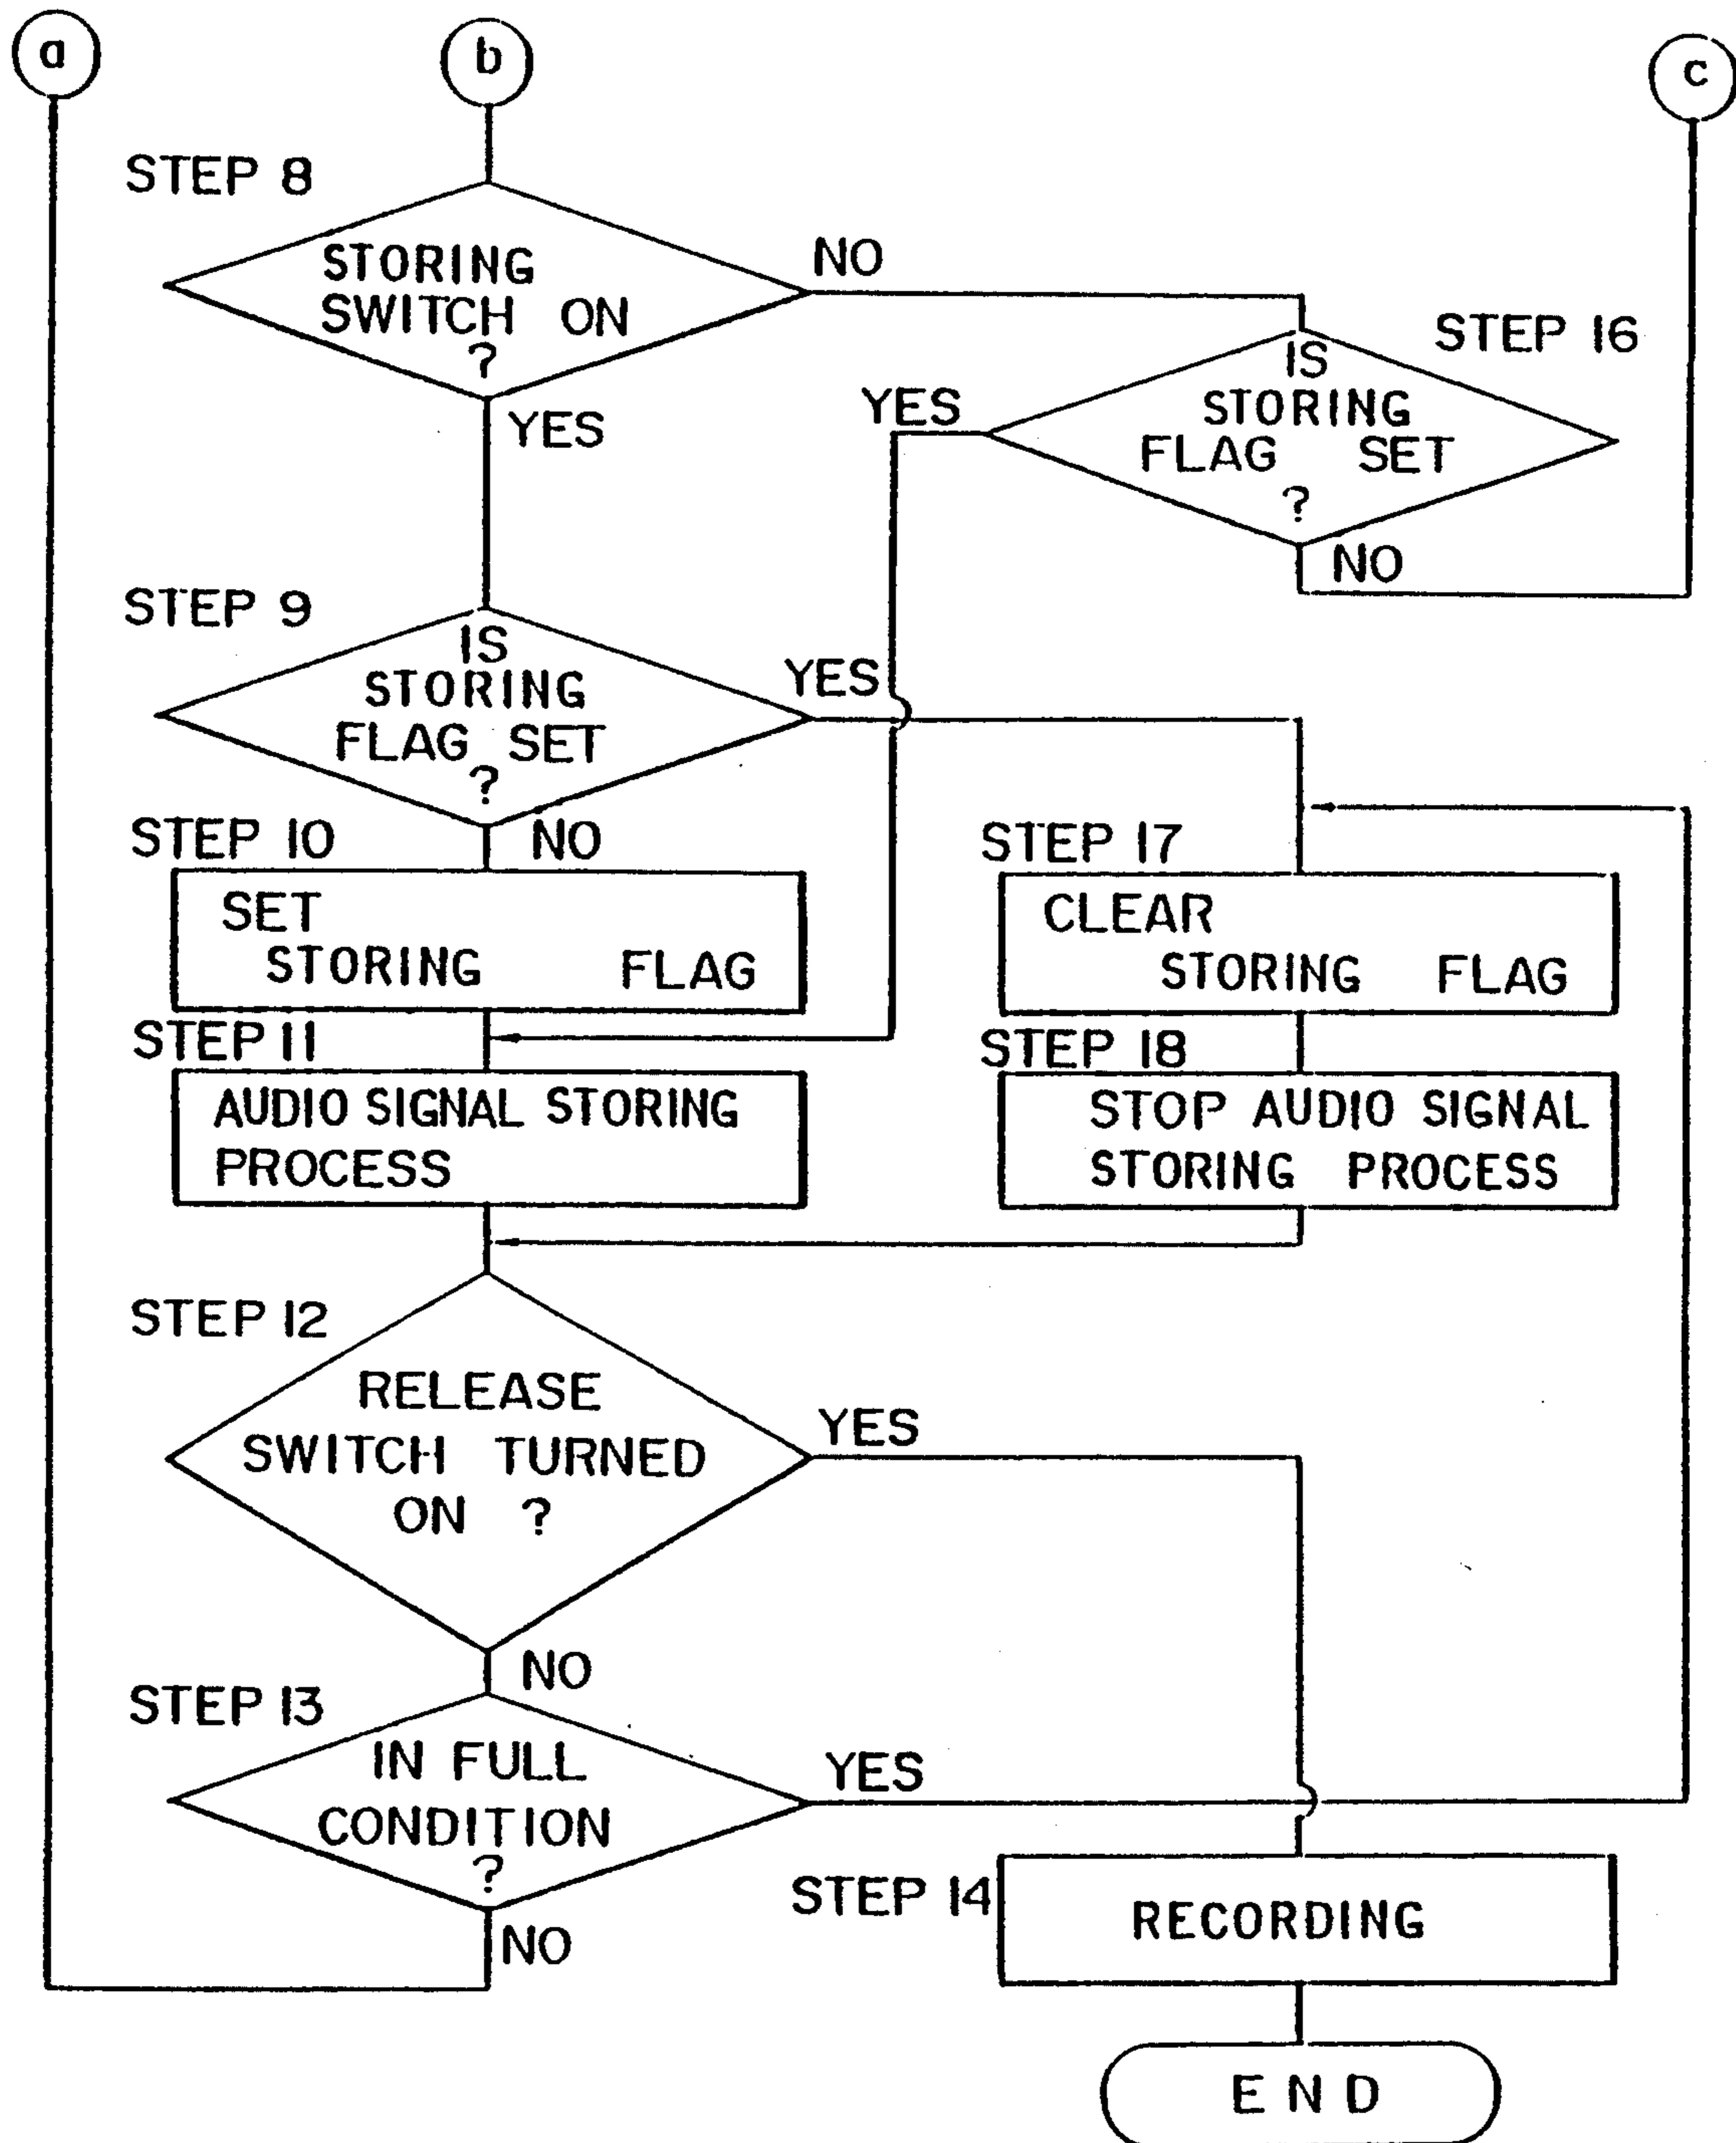 a
b
c
STEP 8
STORING
SWITCH ON
?
NO
YES
STEP 16
IS
STORING
FLAG SET
?
YES
NO
STEP 9
IS
STORING
FLAG SET
?
YES
NO
STEP 10
SET
STORING FLAG
STEP 11
AUDIO SIGNAL STORING
PROCESS
STEP 17
CLEAR
STORING FLAG
STEP 18
STOP AUDIO SIGNAL
STORING PROCESS
STEP 12
RELEASE
SWITCH TURNED
ON ?
YES
NO
STEP 13
IN FULL
CONDITION
?
YES
NO
STEP 14
RECORDING
END